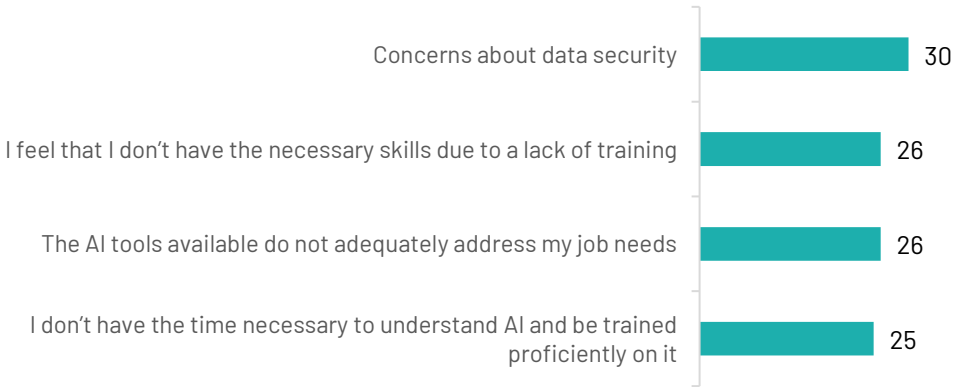 Concerns about data security
30
I feel that I don’t have the necessary skills due to a lack of training
26
The AI tools available do not adequately address my job needs
26
I don’t have the time necessary to understand AI and be trained
proficiently on it
25